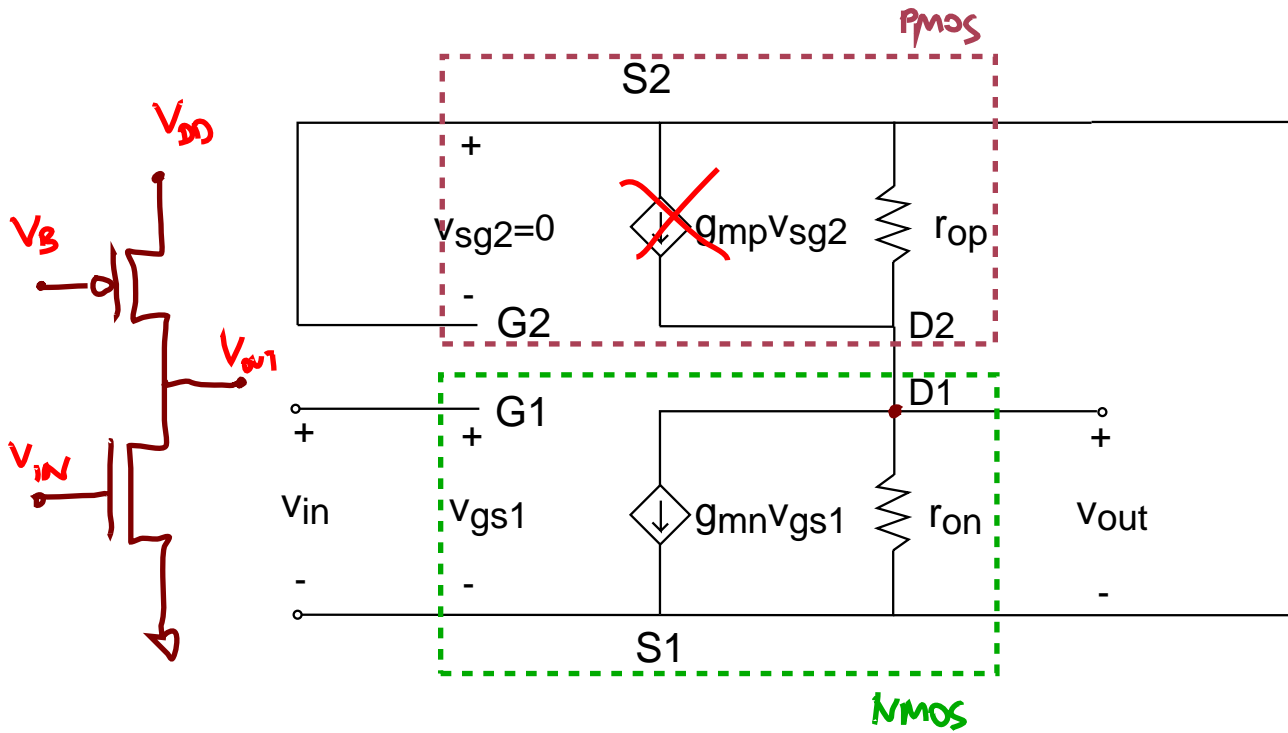 PMOS
S2
VDD
+
VB
vsg2=0
gmpvsg2
rop
-
G2
D2
VOUT
D1
G1
+
+
+
VIN
vin
vgs1
gmnvgs1
ron
vout
-
-
-
S1
NMOS